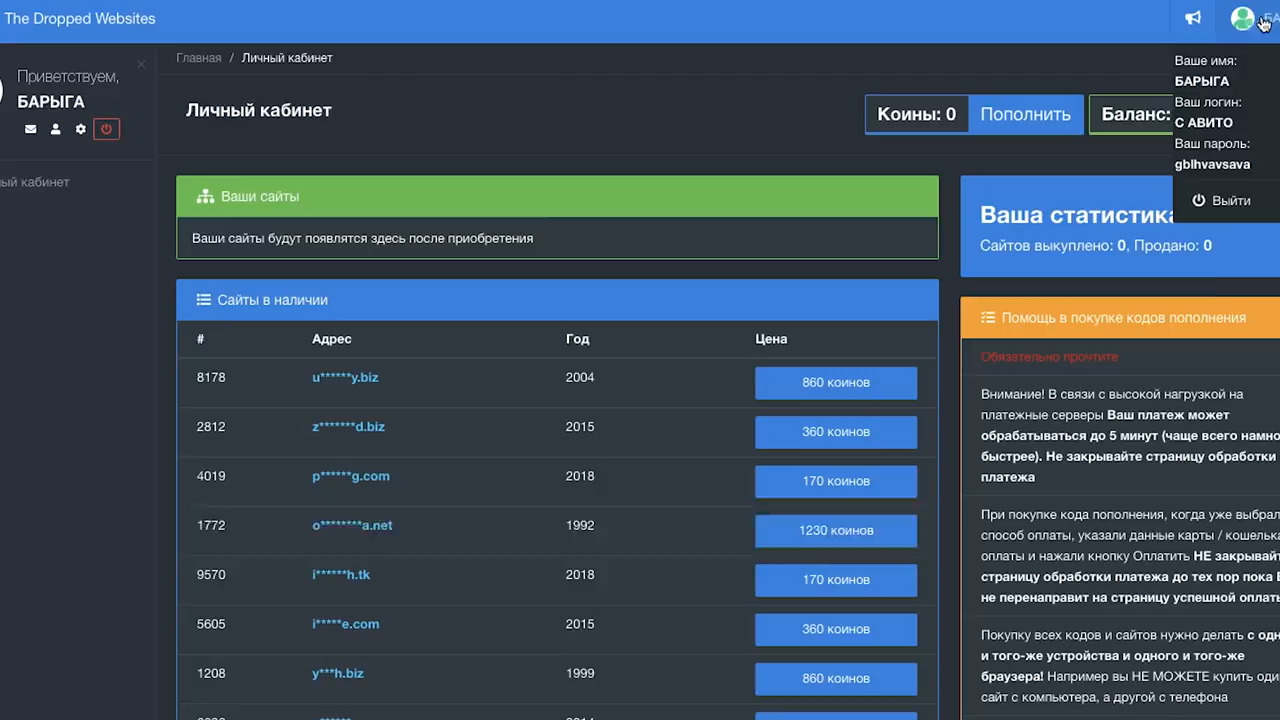 The Dropped Websites
Приветствуем,
БАРЫГА
ый кабинет
Главная / Личный кабинет
Личный кабинет
Коины: 0 Пополнить Баланс:
Ваше имя:
БАРЫГА
Ваш логин:
С АВИТО
Ваш пароль:
gblhvavsava
Выйти
Ваши сайты
Ваши сайты будут появлятся здесь после приобретения
Сайты в наличии
# Адрес Год Цена
8178 u******y.biz 2004 860 коинов
2812 z*******d.biz 2015 360 коинов
4019 p******g.com 2018 170 коинов
1772 o********a.net 1992 1230 коинов
9570 i******h.tk 2018 170 коинов
5605 i*****e.com 2015 360 коинов
1208 y***h.biz 1999 860 коинов
Ваша статистика
Сайтов выкуплено: 0, Продано: 0
Помощь в покупке кодов пополнения
Обязательно прочтите
Внимание! В связи с высокой нагрузкой на
платежные серверы Ваш платеж может
обрабатываться до 5 минут (чаще всего намно
быстрее). Не закрывайте страницу обработки
платежа
При покупке кода пополнения, когда уже выбрал
способ оплаты, указали данные карты / кошелька
оплаты и нажали кнопку Оплатить НЕ закрывайт
страницу обработки платежа до тех пор пока
не перенаправит на страницу успешной оплаты
Покупку всех кодов и сайтов нужно делать с одн
и того-же устройства и одного и того-же
браузера! Например вы НЕ МОЖЕТЕ купить оди
сайт с компьютера, а другой с телефона